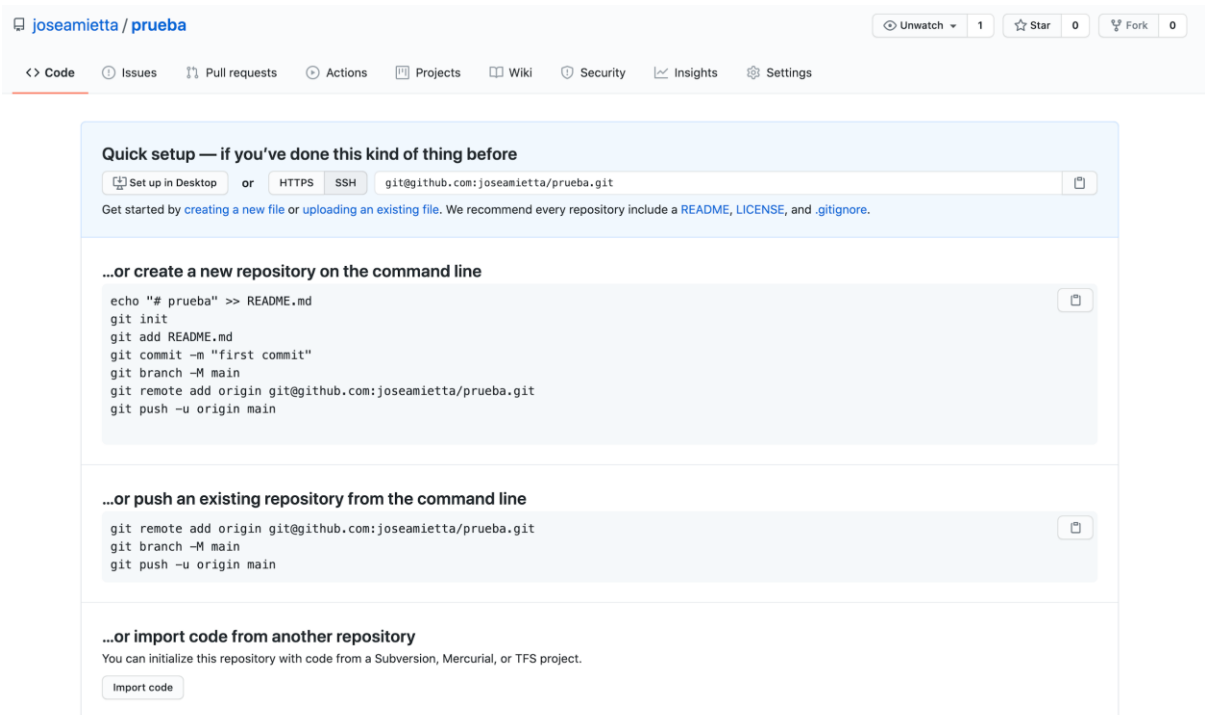 joseamietta / prueba
Unwatch 1 Star 0 Fork 0
<> Code Issues Pull requests Actions Projects Wiki Security Insights Settings
Quick setup — if you've done this kind of thing before
Set up in Desktop or HTTPS SSH git@github.com:joseamietta/prueba.git
Get started by creating a new file or uploading an existing file. We recommend every repository include a README, LICENSE, and .gitignore.
…or create a new repository on the command line
echo "# prueba" >> README.md
git init
git add README.md
git commit -m "first commit"
git branch -M main
git remote add origin git@github.com:joseamietta/prueba.git
git push -u origin main
…or push an existing repository from the command line
git remote add origin git@github.com:joseamietta/prueba.git
git branch -M main
git push -u origin main
…or import code from another repository
You can initialize this repository with code from a Subversion, Mercurial, or TFS project.
Import code